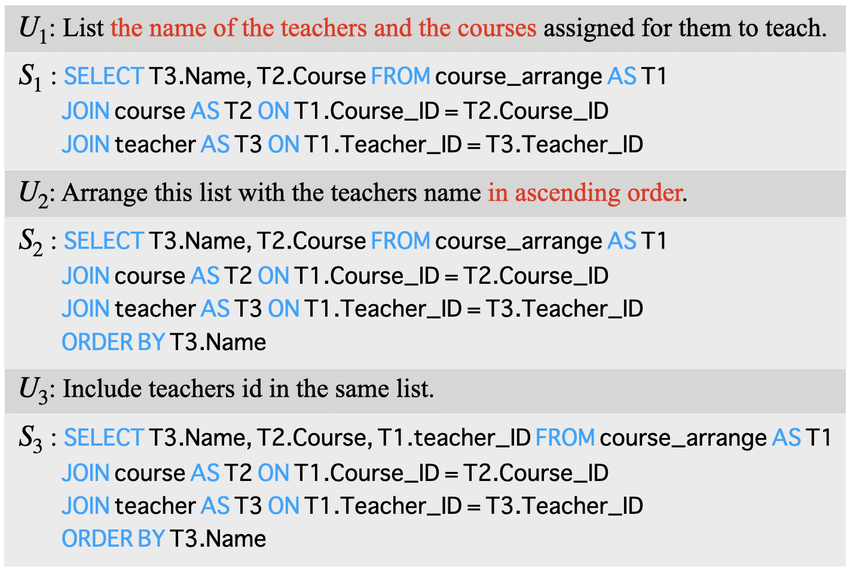 U1: List the name of the teachers and the courses assigned for them to teach.
S1 : SELECT T3.Name, T2.Course FROM course_arrange AS T1
JOIN course AS T2 ON T1.Course_ID = T2.Course_ID
JOIN teacher AS T3 ON T1.Teacher_ID = T3.Teacher_ID
U2: Arrange this list with the teachers name in ascending order.
S2 : SELECT T3.Name, T2.Course FROM course_arrange AS T1
JOIN course AS T2 ON T1.Course_ID = T2.Course_ID
JOIN teacher AS T3 ON T1.Teacher_ID = T3.Teacher_ID
ORDER BY T3.Name
U3: Include teachers id in the same list.
S3 : SELECT T3.Name, T2.Course, T1.teacher_ID FROM course_arrange AS T1
JOIN course AS T2 ON T1.Course_ID = T2.Course_ID
JOIN teacher AS T3 ON T1.Teacher_ID = T3.Teacher_ID
ORDER BY T3.Name